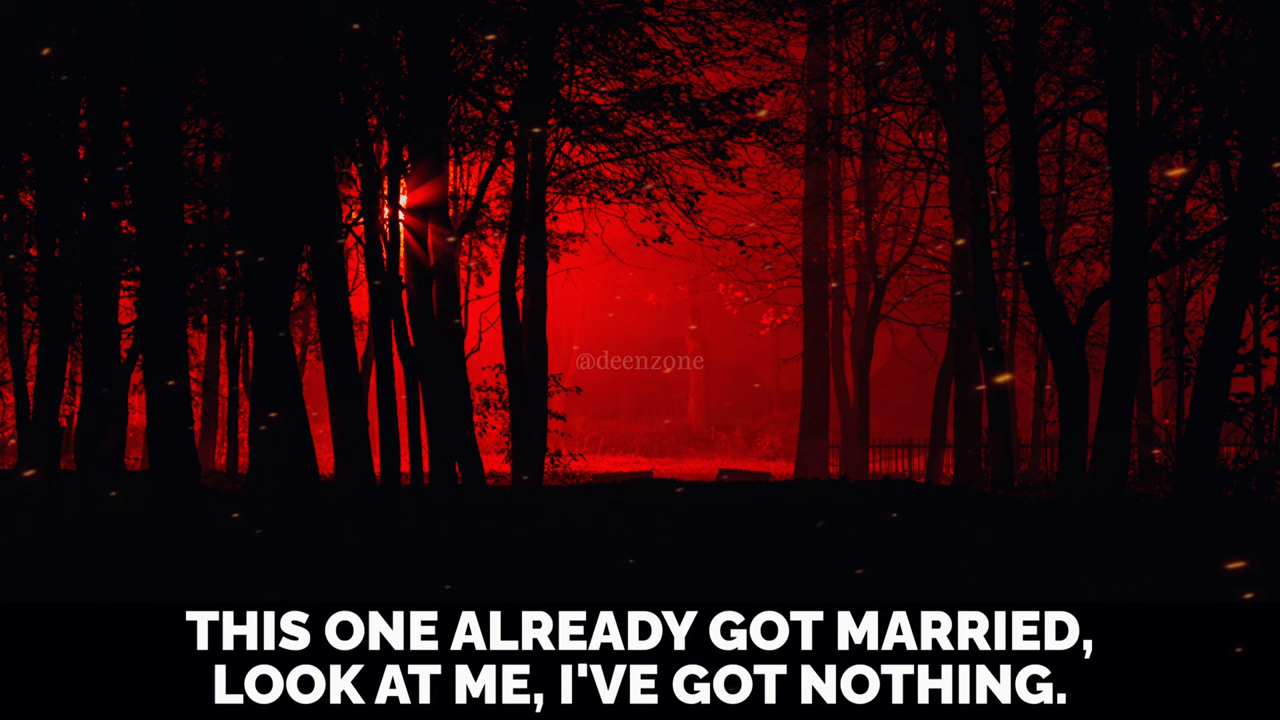 @deenzone
THIS ONE ALREADY GOT MARRIED,
LOOK AT ME, I'VE GOT NOTHING.